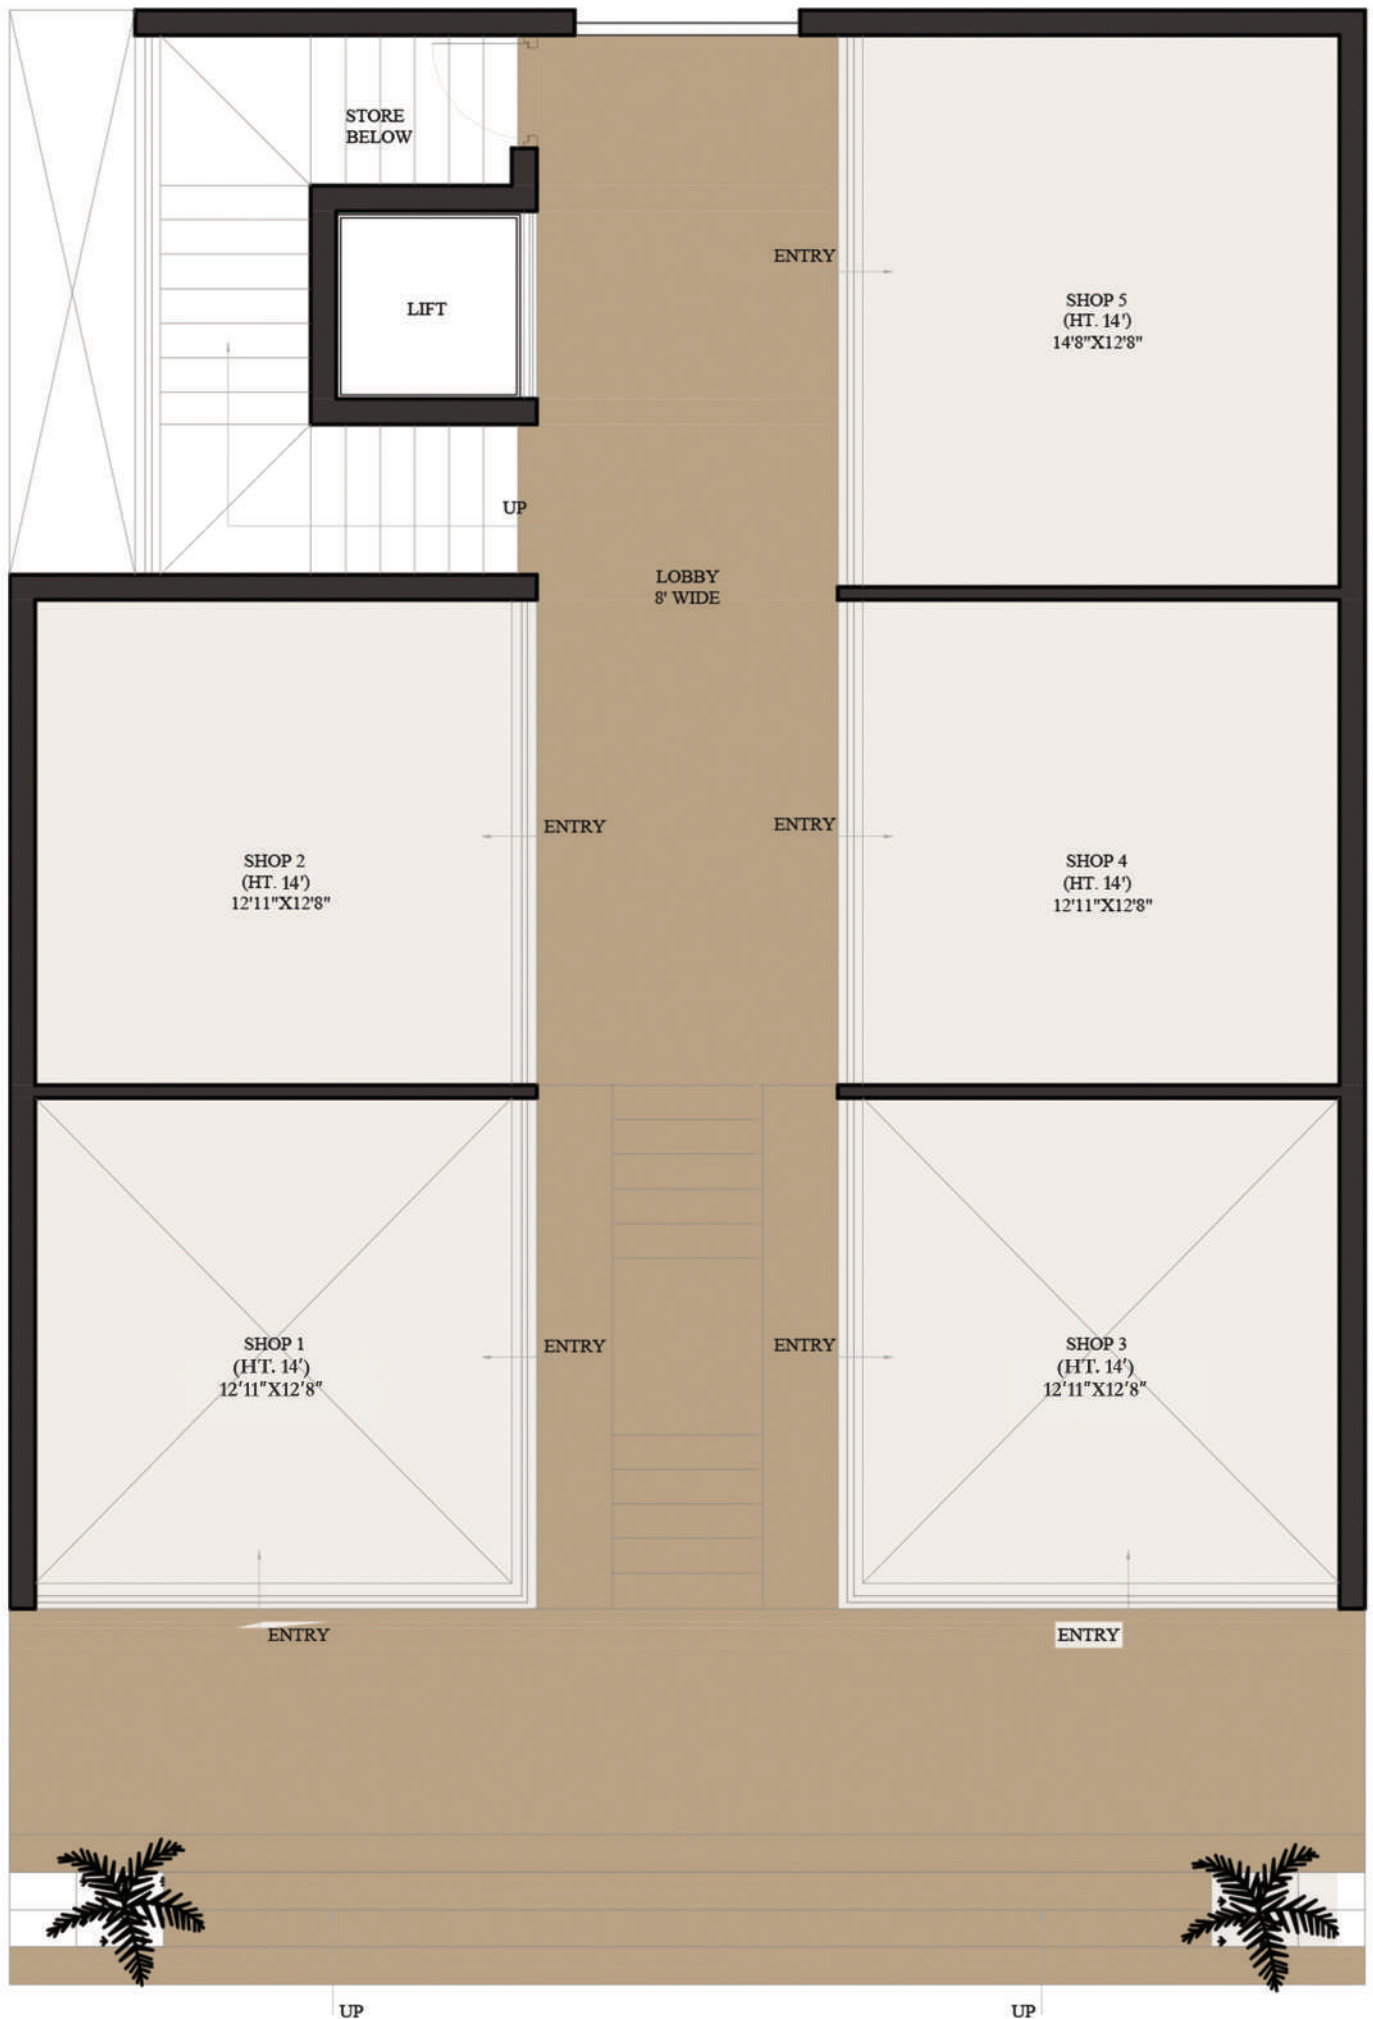 STORE
BELOW
LIFT
ENTRY
SHOP 5
(HT. 14')
14'8"X12'8"
UP
LOBBY
8' WIDE
ENTRY
ENTRY
SHOP 2
(HT. 14')
12'11"X12'8"
SHOP 4
(HT. 14')
12'11"X12'8"
ENTRY
ENTRY
SHOP 1
(HT. 14')
12'11"X12'8"
SHOP 3
(HT. 14')
12'11"X12'8"
ENTRY
ENTRY
UP
UP